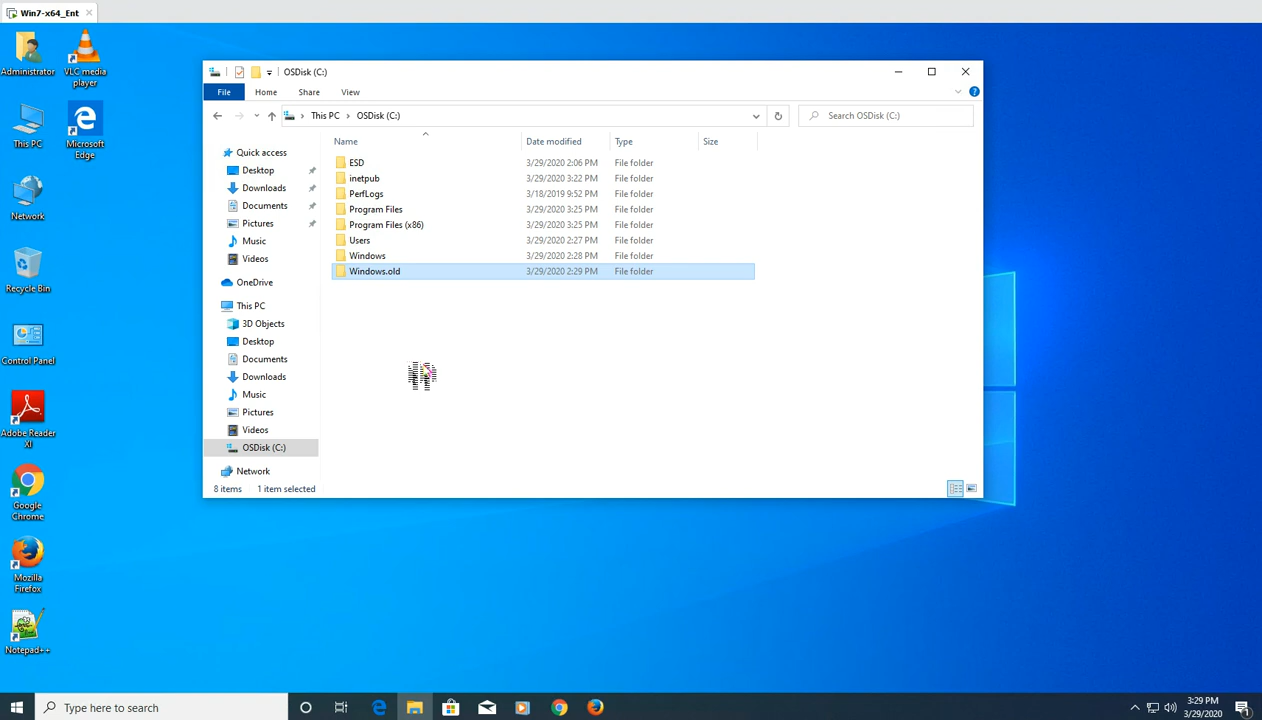 Win7-x64_Ent
Administrator
VLC media
player
This PC
Microsoft
Edge
Network
Recycle Bin
Control Panel
Adobe Reader
XI
Google
Chrome
Mozilla
Firefox
Notepad++
OSDisk (C:)
File Home Share View
This PC OSDisk (C:)
Search OSDisk (C:)
Name Date modified Type Size
ESD 3/29/2020 2:06 PM File folder
inetpub 3/29/2020 3:22 PM File folder
PerfLogs 3/18/2019 9:52 PM File folder
Program Files 3/29/2020 3:25 PM File folder
Program Files (x86) 3/29/2020 3:25 PM File folder
Users 3/29/2020 2:27 PM File folder
Windows 3/29/2020 2:28 PM File folder
Windows.old 3/29/2020 2:29 PM File folder
Quick access
Desktop
Downloads
Documents
Pictures
Music
Videos
OneDrive
This PC
3D Objects
Desktop
Documents
Downloads
Music
Pictures
Videos
OSDisk (C:)
Network
8 items 1 item selected
Type here to search
3:29 PM
3/29/2020
1